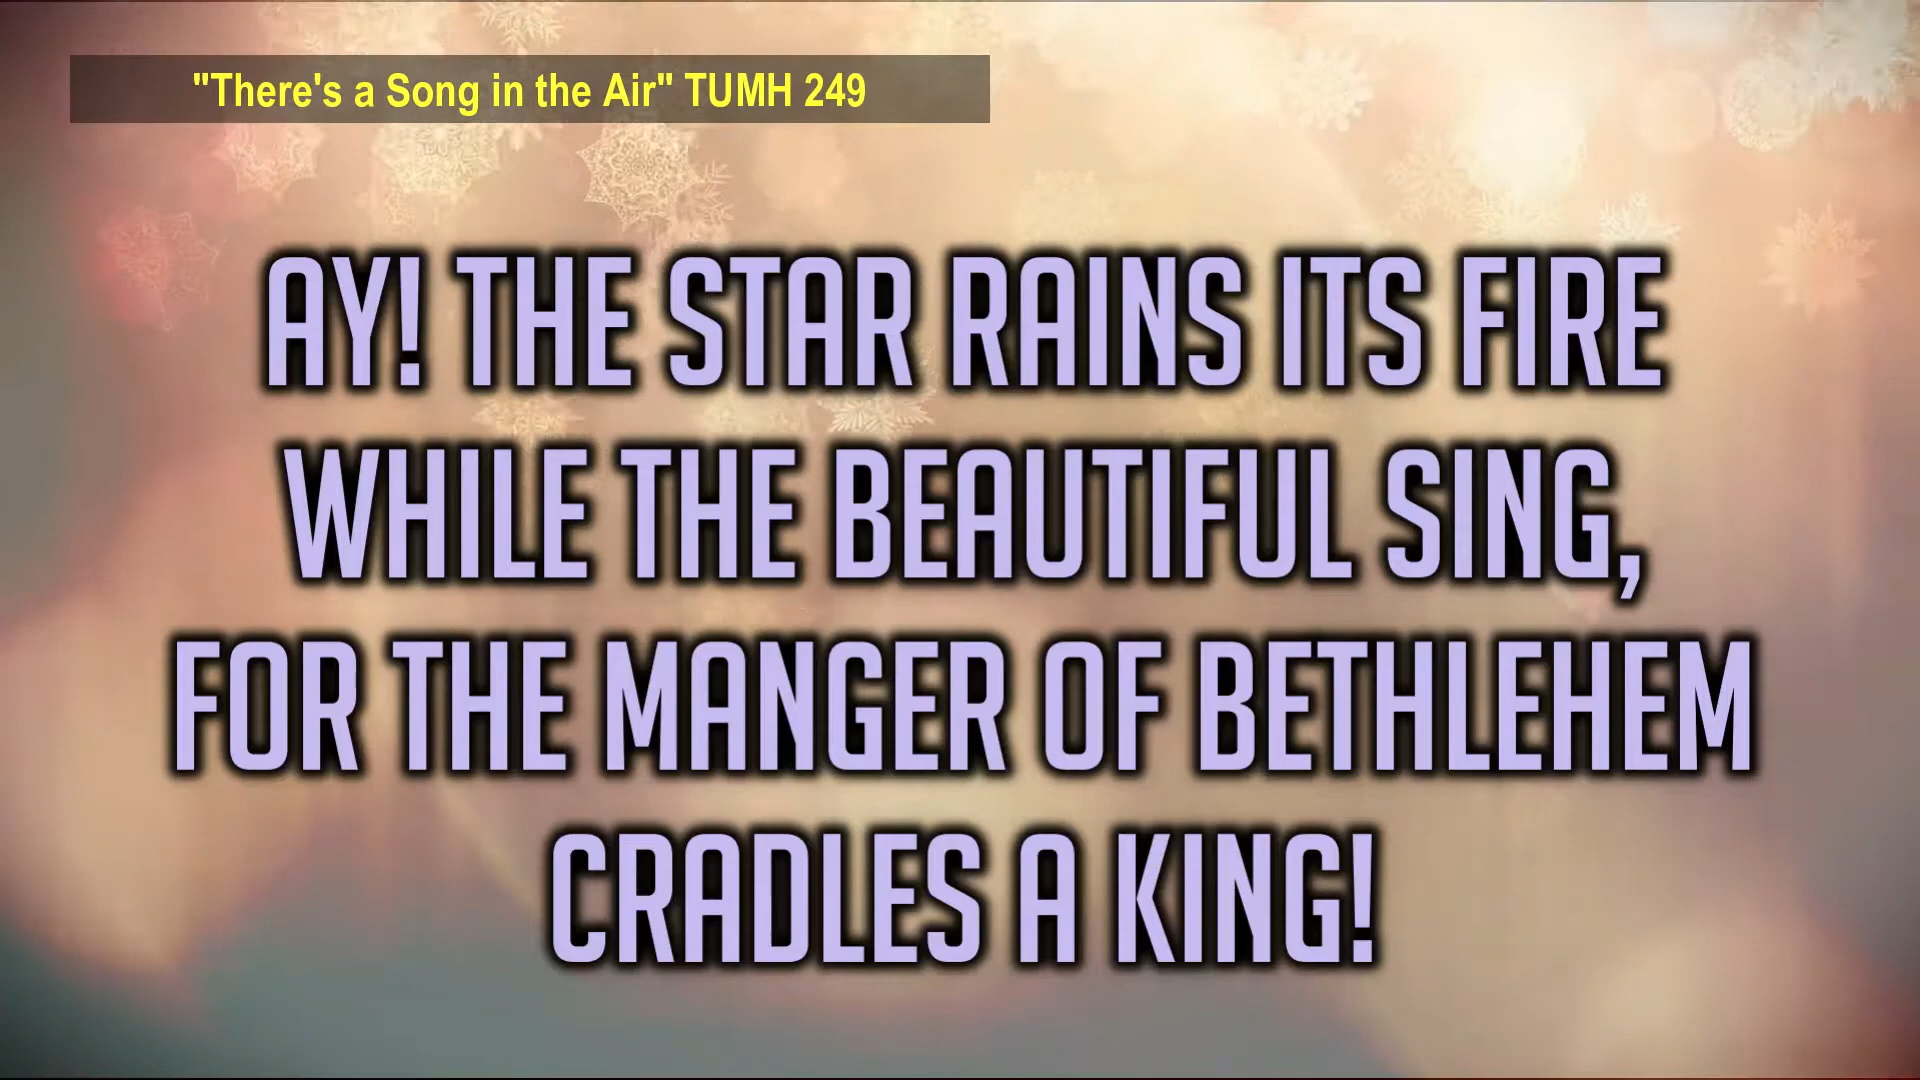 "There's a Song in the Air" TUMH 249
AY! THE STAR RAINS ITS FIRE
WHILE THE BEAUTIFUL SING,
FOR THE MANGER OF BETHLEHEM
CRADLES A KING!